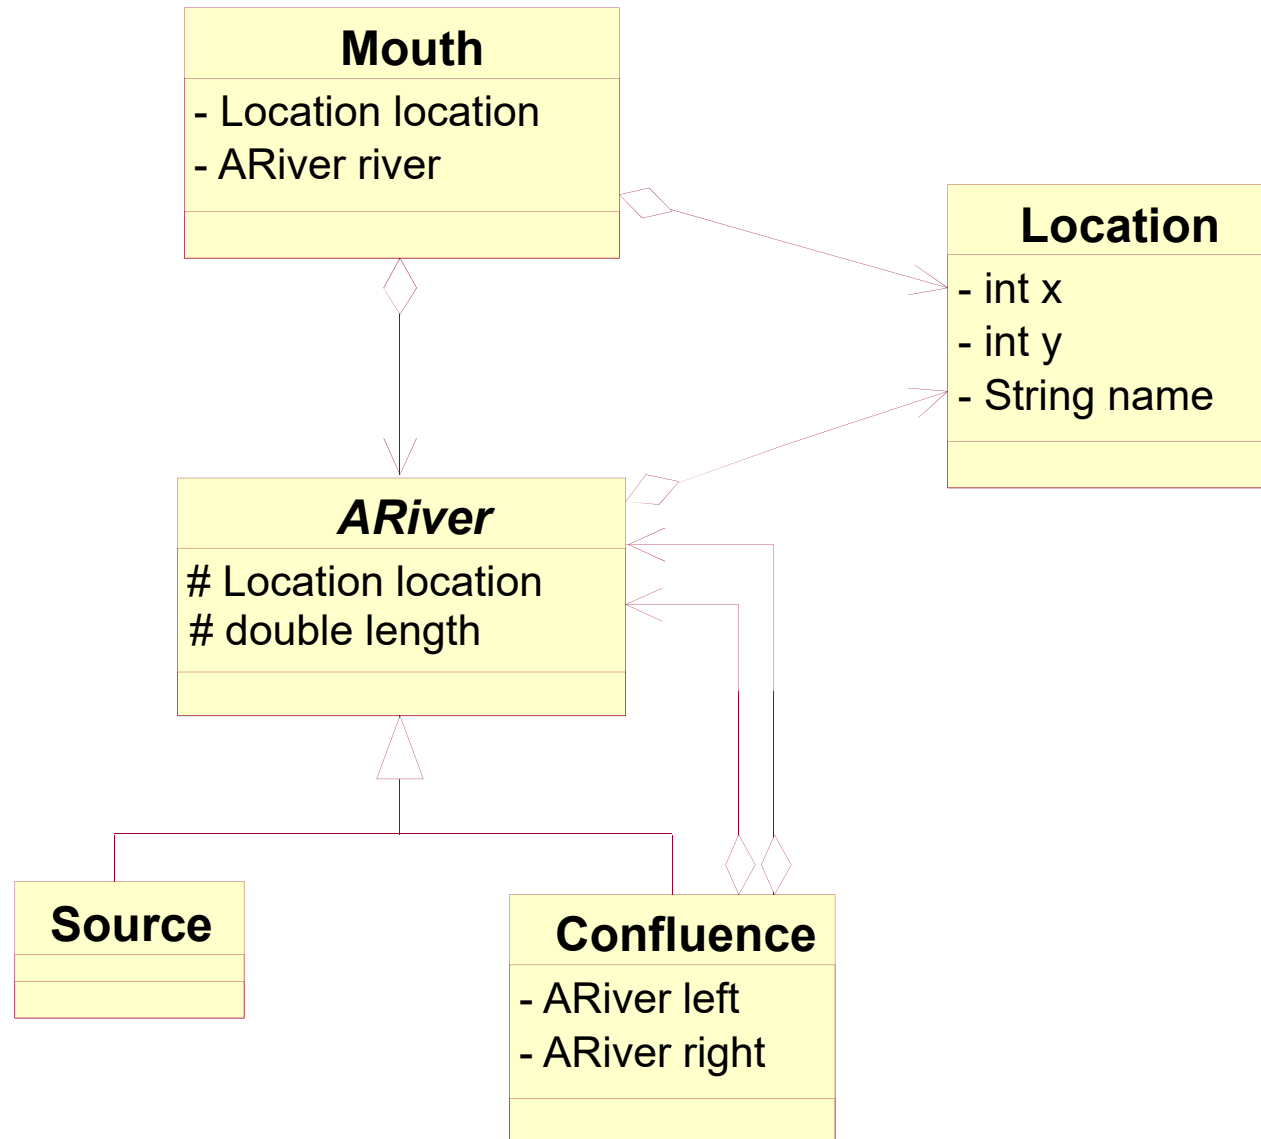 Mouth
- Location location
- ARiver river
Location
- int x
- int y
- String name
ARiver
# Location location
# double length
Source
Confluence
- ARiver left
- ARiver right